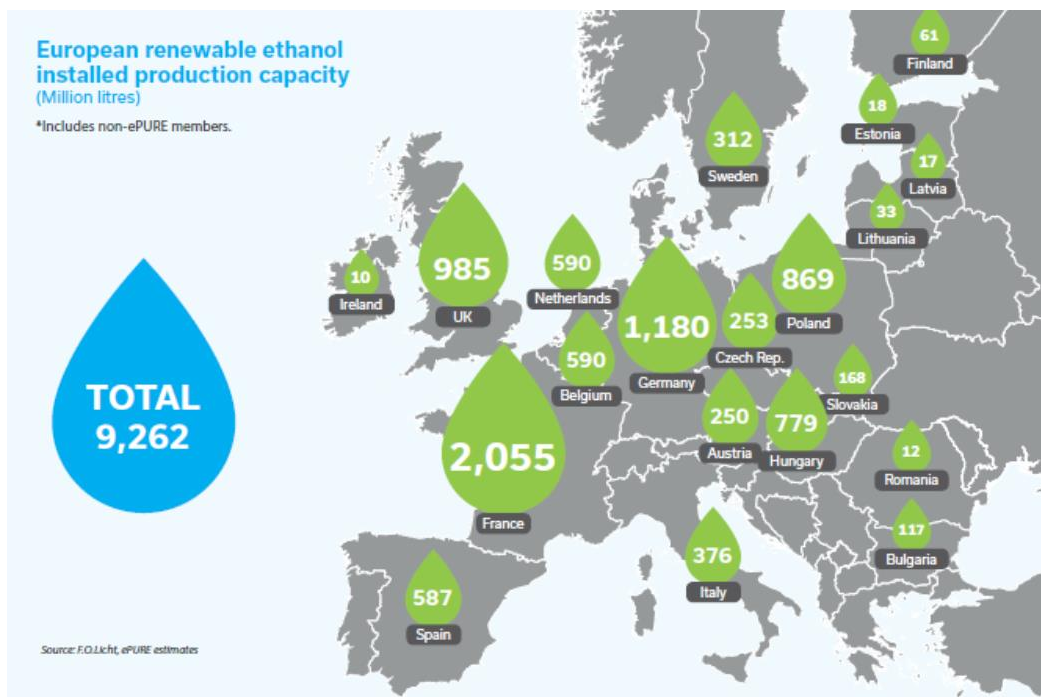 European renewable ethanol
installed production capacity
(Million litres)
*Includes non-ePURE members.
TOTAL
9,262
61
Finland
18
Estonia
312
Sweden
17
Latvia
33
Lithuania
10
Ireland
985
UK
590
Netherlands
590
Belgium
1,180
Germany
869
Poland
253
Czech Rep.
168
Slovakia
250
Austria
779
Hungary
2,055
France
12
Romania
117
Bulgaria
376
Italy
587
Spain
Source: F.O.Licht, ePURE estimates